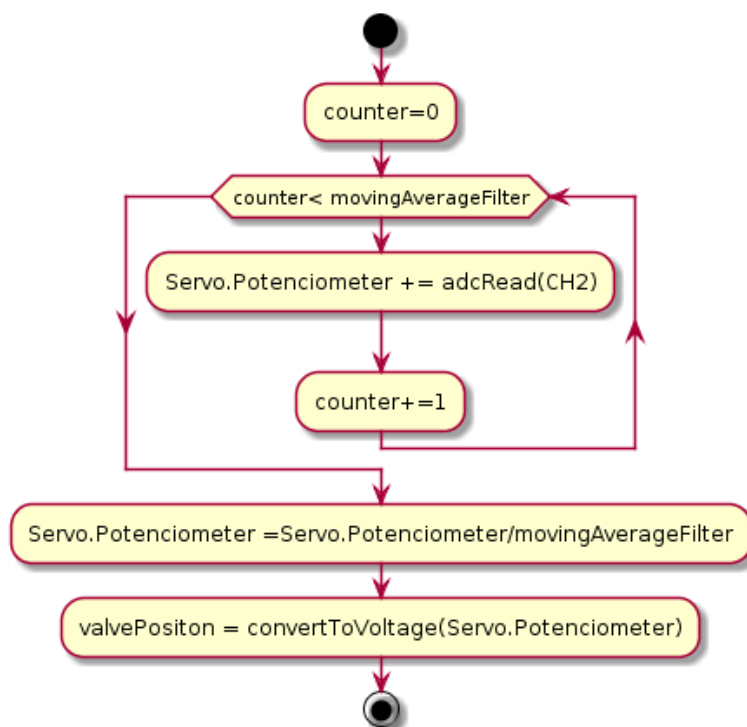 counter=0
counter< movingAverageFilter
Servo.Potenciometer += adcRead(CH2)
counter+=1
Servo.Potenciometer =Servo.Potenciometer/movingAverageFilter
valvePositon = convertToVoltage(Servo.Potenciometer)